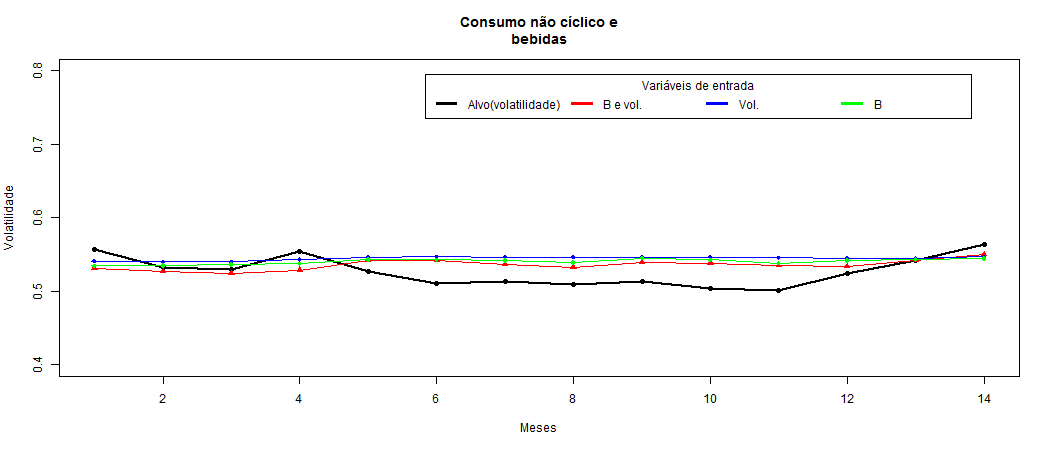 Consumo não cíclico e
bebidas
Variáveis de entrada
Alvo(volatilidade) B e vol. Vol. B
Volatilidade
0.8
0.7
0.6
0.5
0.4
2 4 6 8 10 12 14
Meses